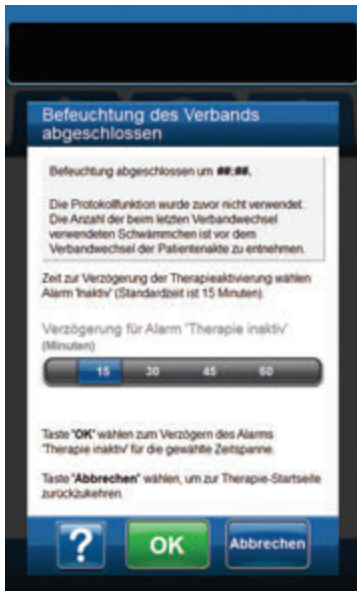 Befeuchtung des Verbands
abgeschlossen
Befeuchtung abgeschlossen um ##:##.
Die Protokollfunktion wurde zuvor nicht verwendet.
Die Anzahl der beim letzten Verbandwechsel
verwendeten Schwämmchen ist vor dem
Verbandwechsel der Patientenakte zu entnehmen.
Zeit zur Verzögerung der Therapieaktivierung wählen
Alarm 'Inaktiv' (Standardzeit ist 15 Minuten)
Verzögerung für Alarm 'Therapie inaktiv'
(Minuten)
15 30 45 60
Taste "OK" wählen zum Verzögern des Alarms
'Therapie inaktiv' für die gewählte Zeitspanne.
Taste "Abbrechen" wählen, um zur Therapie-Startseite
zurückzukehren.
? OK Abbrechen